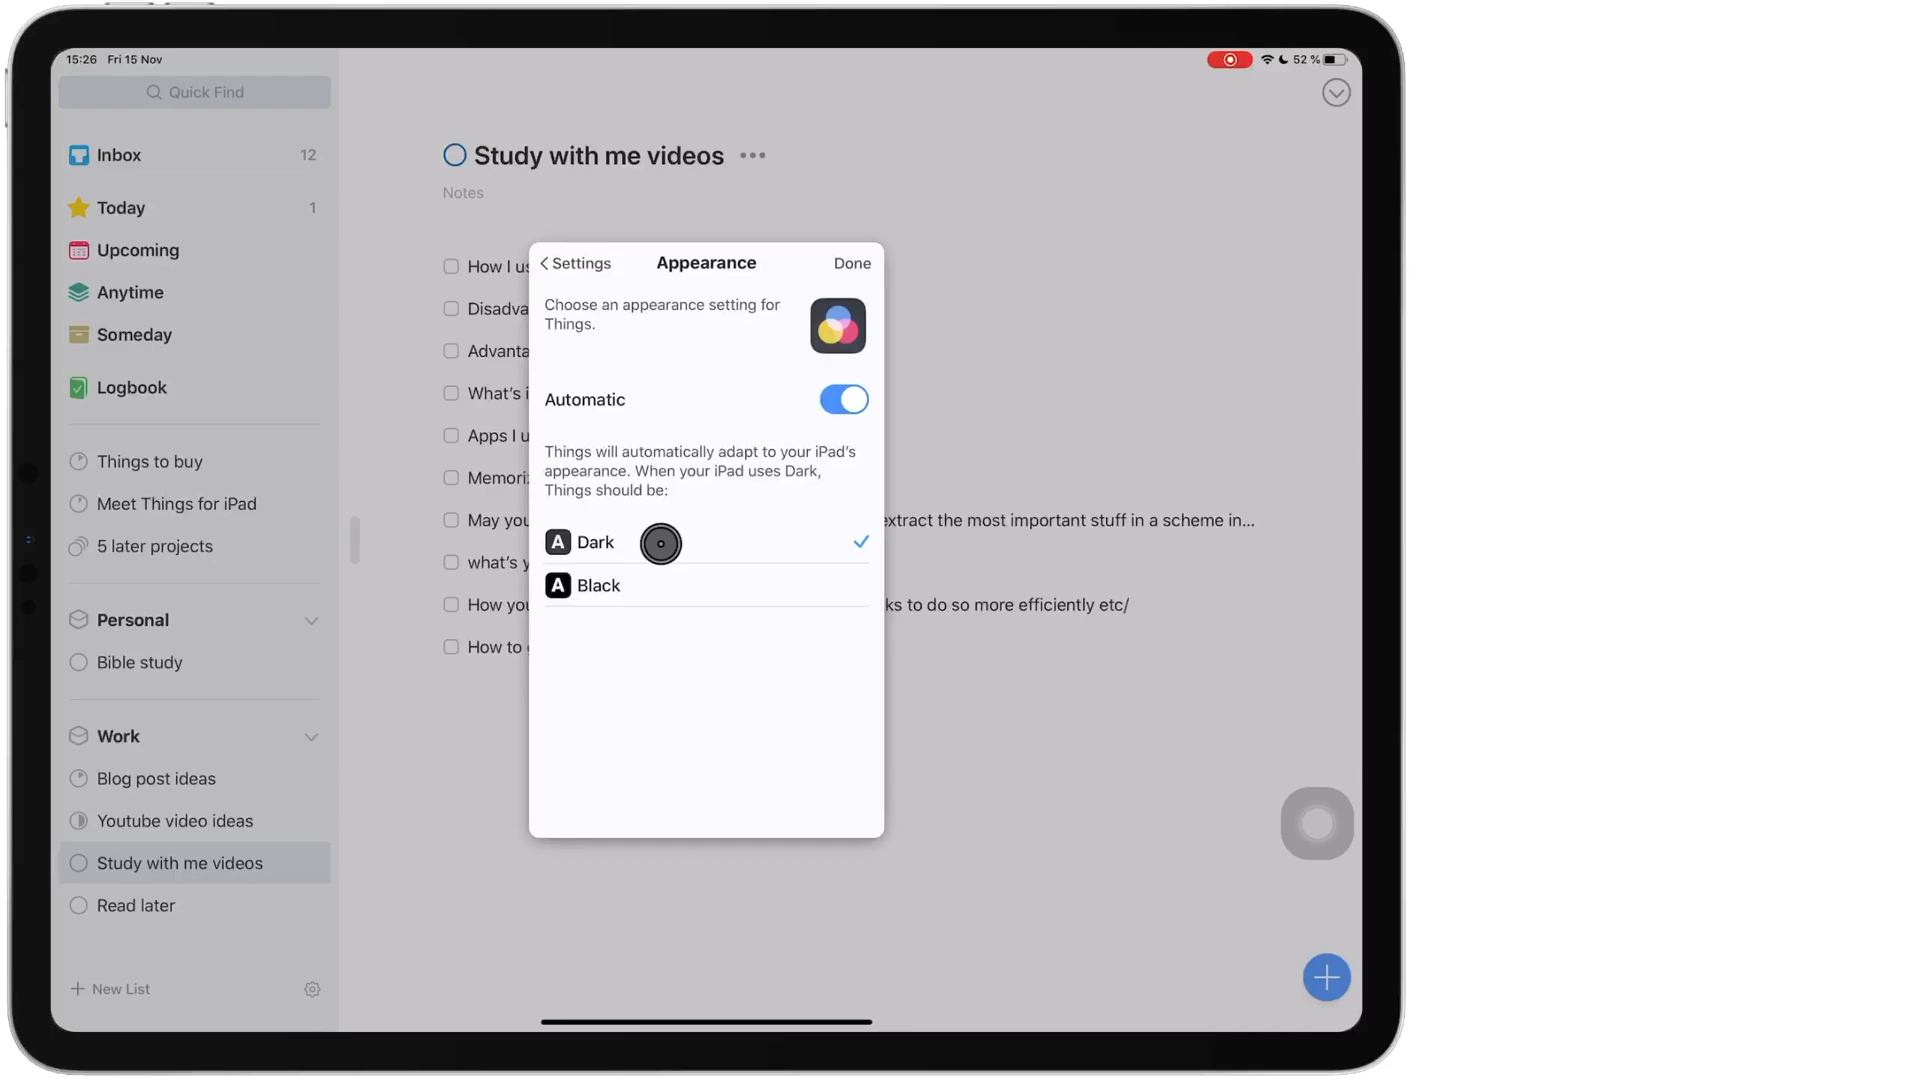 15:26 Fri 15 Nov
52 %
Quick Find
Inbox 12
Today 1
Upcoming
Anytime
Someday
Logbook
Things to buy
Meet Things for iPad
5 later projects
Personal
Bible study
Work
Blog post ideas
Youtube video ideas
Study with me videos
Read later
New List
Study with me videos
Notes
How I us
Disadva
Advanta
What's i
Apps I u
Memori
May you
extract the most important stuff in a scheme in...
what's y
How you
ks to do so more efficiently etc/
How to
Settings
Appearance
Done
Choose an appearance setting for
Things.
Automatic
Things will automatically adapt to your iPad's
appearance. When your iPad uses Dark,
Things should be:
A Dark
A Black